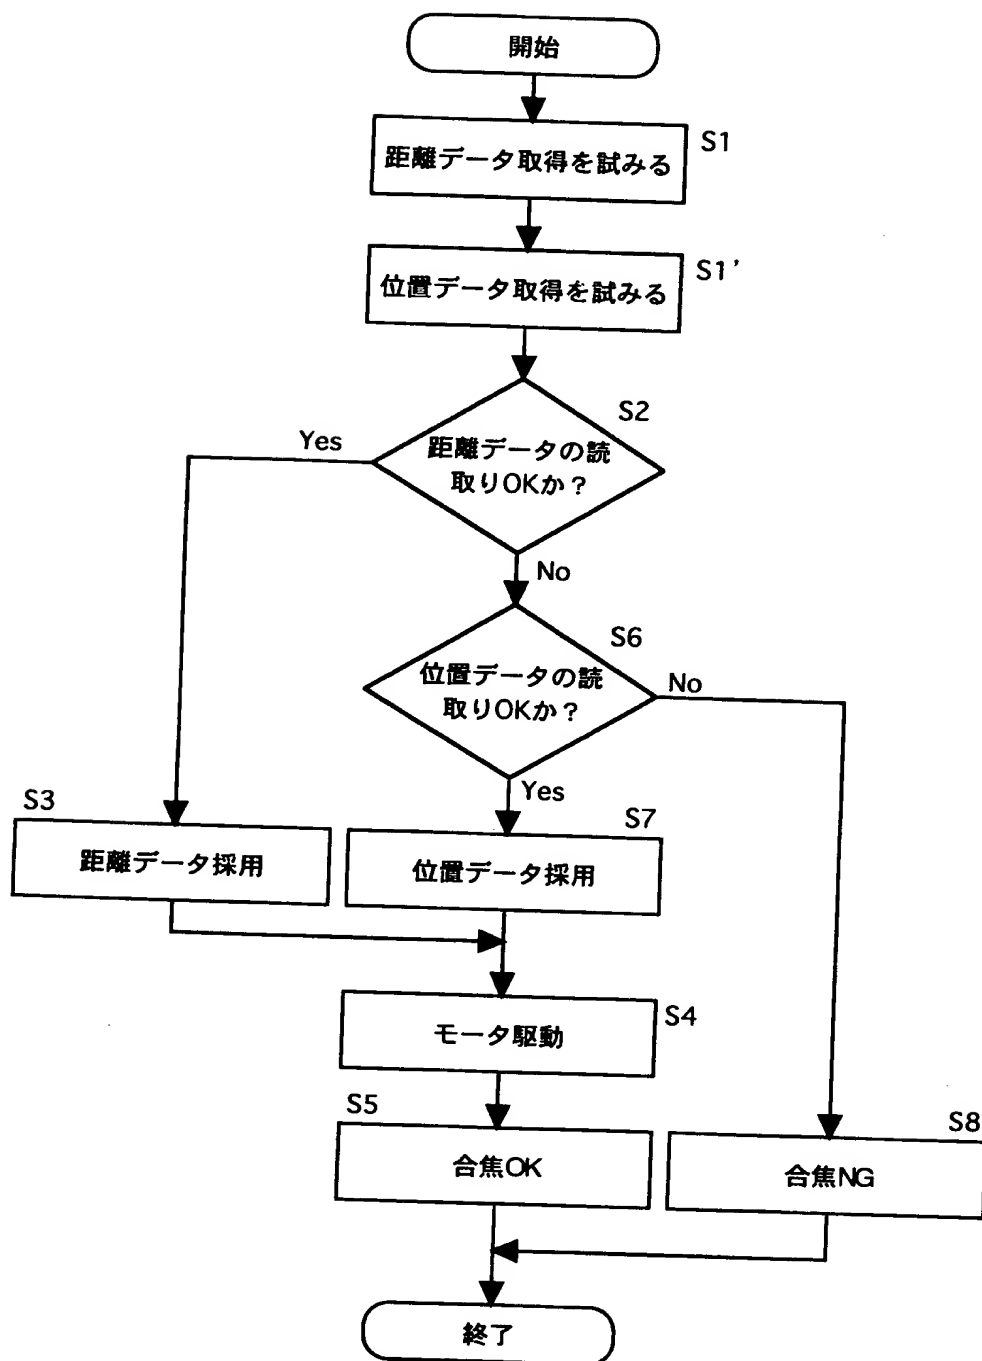 開始
S1
距離データ取得を試みる
S1'
位置データ取得を試みる
S2
Yes
距離データの読
取りOKか？
No
S6
位置データの読
取りOKか？
No
Yes
S3
距離データ採用
S7
位置データ採用
モータ駆動
S4
S5
合焦OK
S8
合焦NG
終了